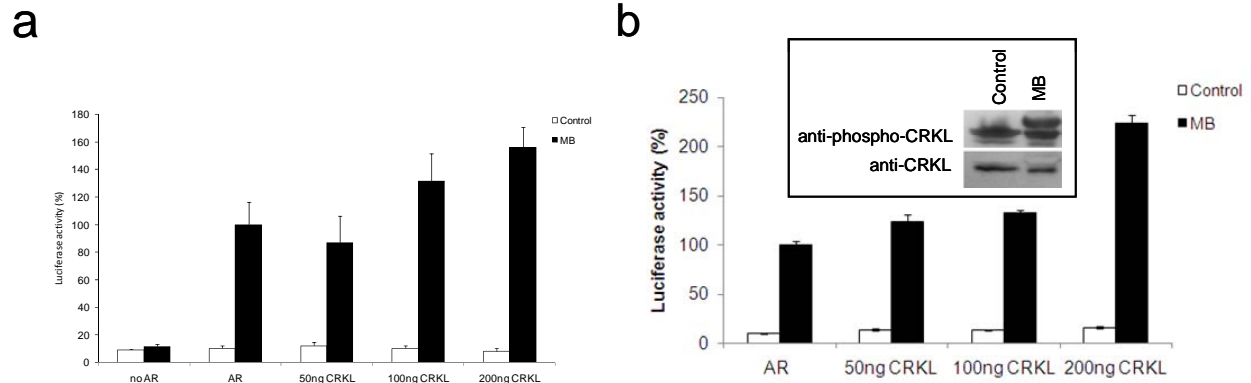 a
180
160
140
120
100
80
60
40
20
0
Luciferase activity (%)
no AR
AR
50ng CRKL
100ng CRKL
200ng CRKL
Control
MB
b
250
200
150
100
50
0
Luciferase activity (%)
AR
50ng CRKL
100ng CRKL
200ng CRKL
Control
MB
Control
MB
anti-phospho-CRKL
anti-CRKL